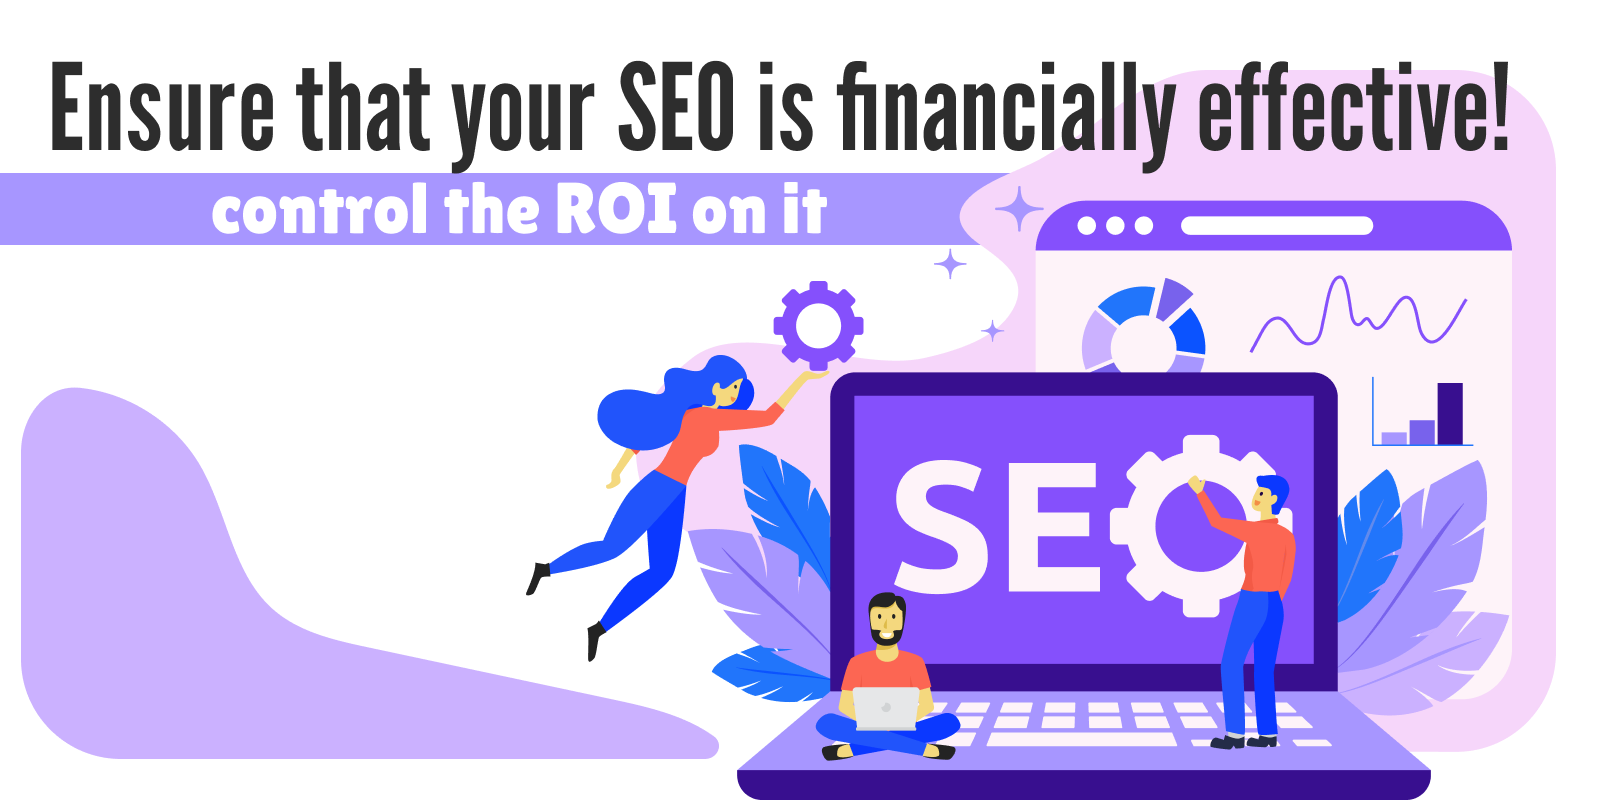 Ensure that your SEO is financially effective!
control the ROI on it
SEO